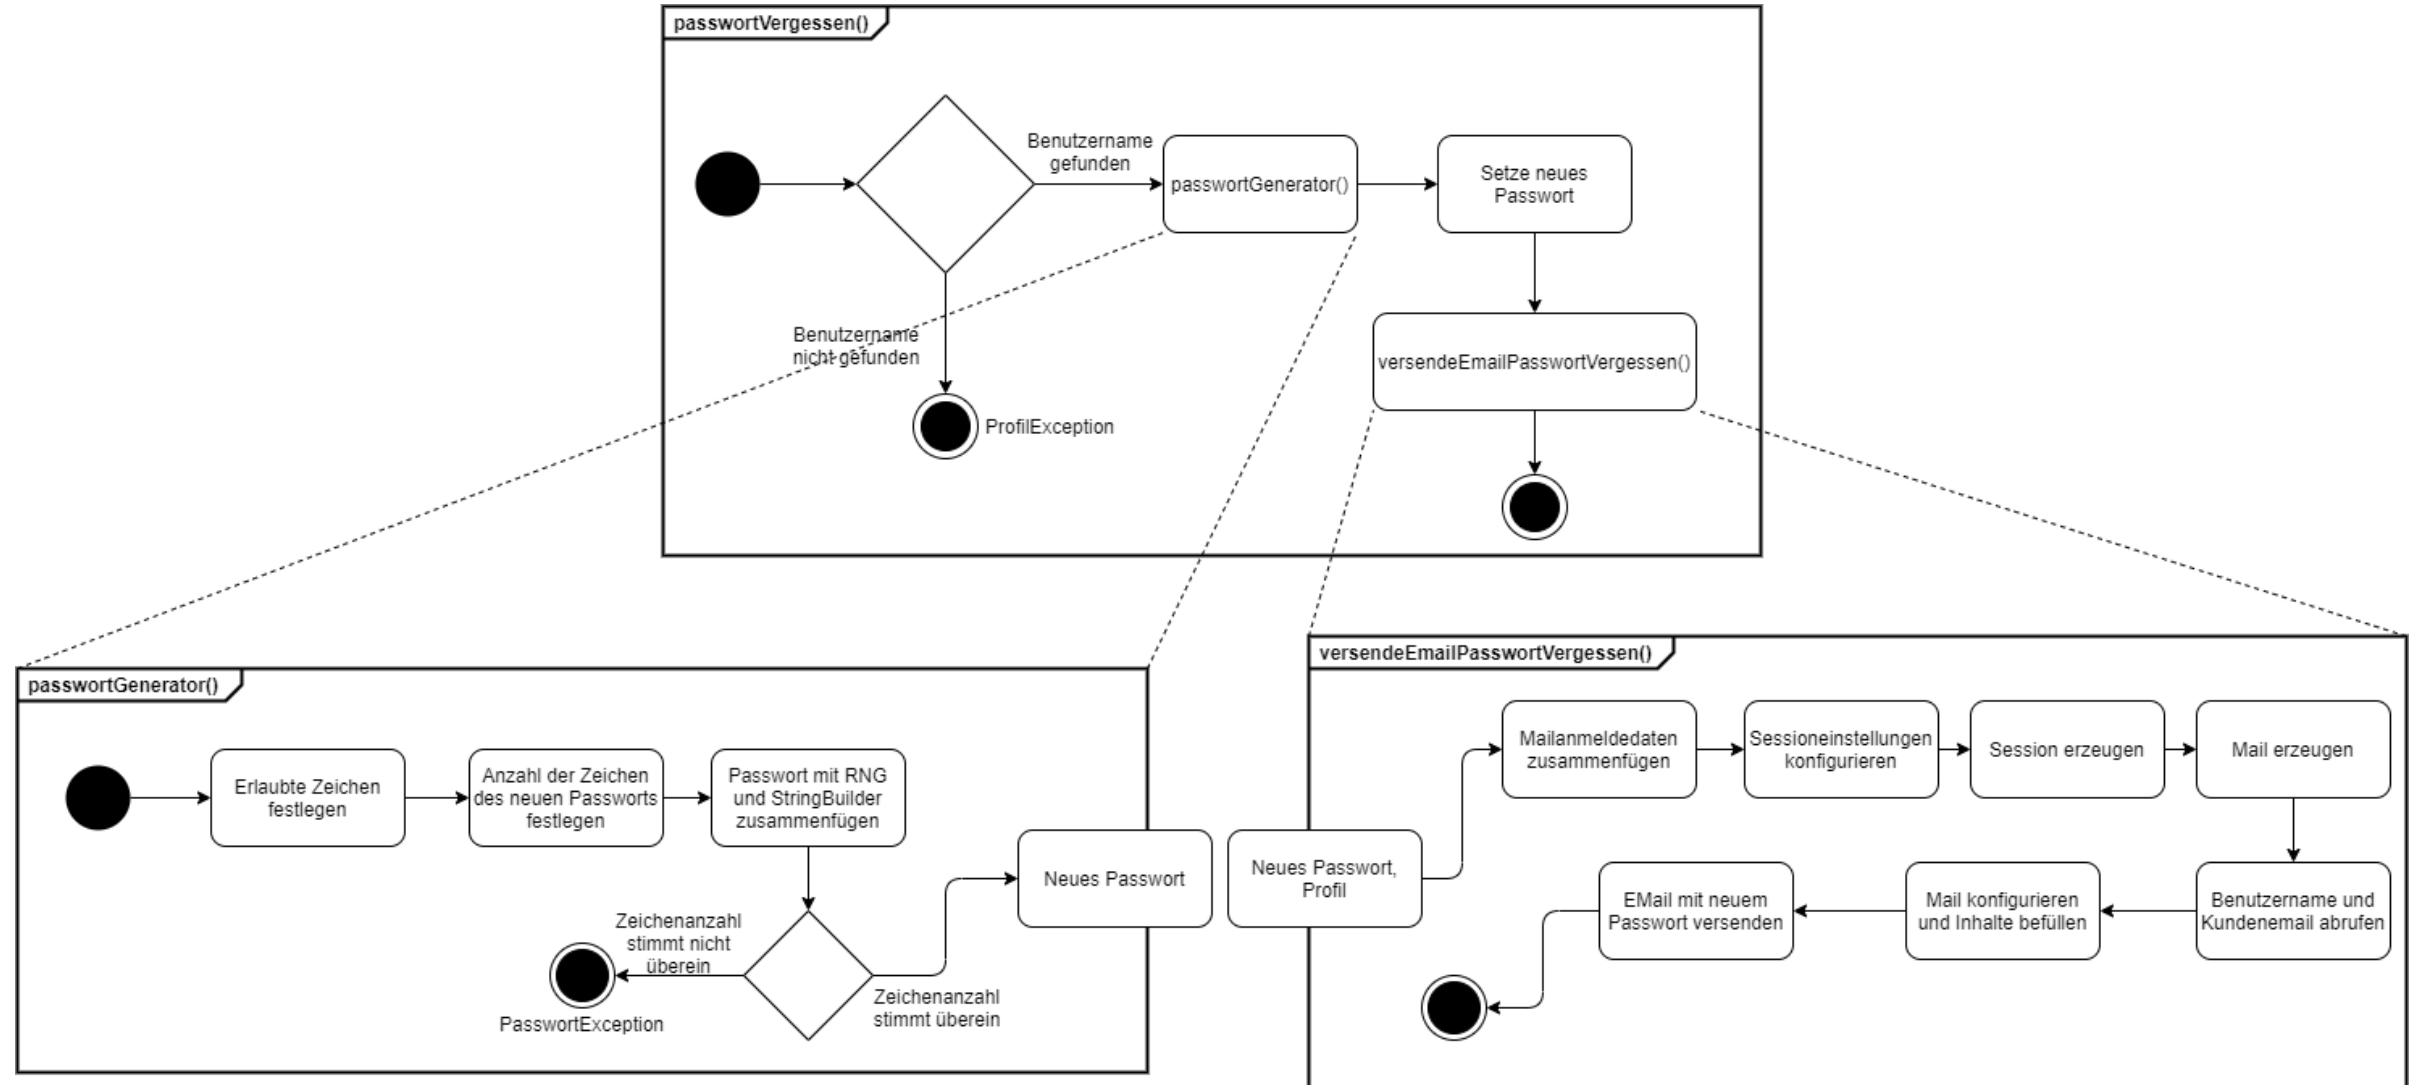 passwortVergessen()
Benutzername
gefunden
passwortGenerator()
Setze neues
Passwort
Benutzername
nicht gefunden
versendeEmailPasswortVergessen()
ProfilException
passwortGenerator()
Erlaubte Zeichen
festlegen
Anzahl der Zeichen
des neuen Passworts
festlegen
Passwort mit RNG
und StringBuilder
zusammenfügen
Neues Passwort
Zeichenanzahl
stimmt nicht
überein
Zeichenanzahl
stimmt überein
PasswortException
versendeEmailPasswortVergessen()
Mailanmeldedaten
zusammenfügen
Sessioneinstellungen
konfigurieren
Session erzeugen
Mail erzeugen
Neues Passwort,
Profil
EMail mit neuem
Passwort versenden
Mail konfigurieren
und Inhalte befüllen
Benutzername und
Kundenemail abrufen